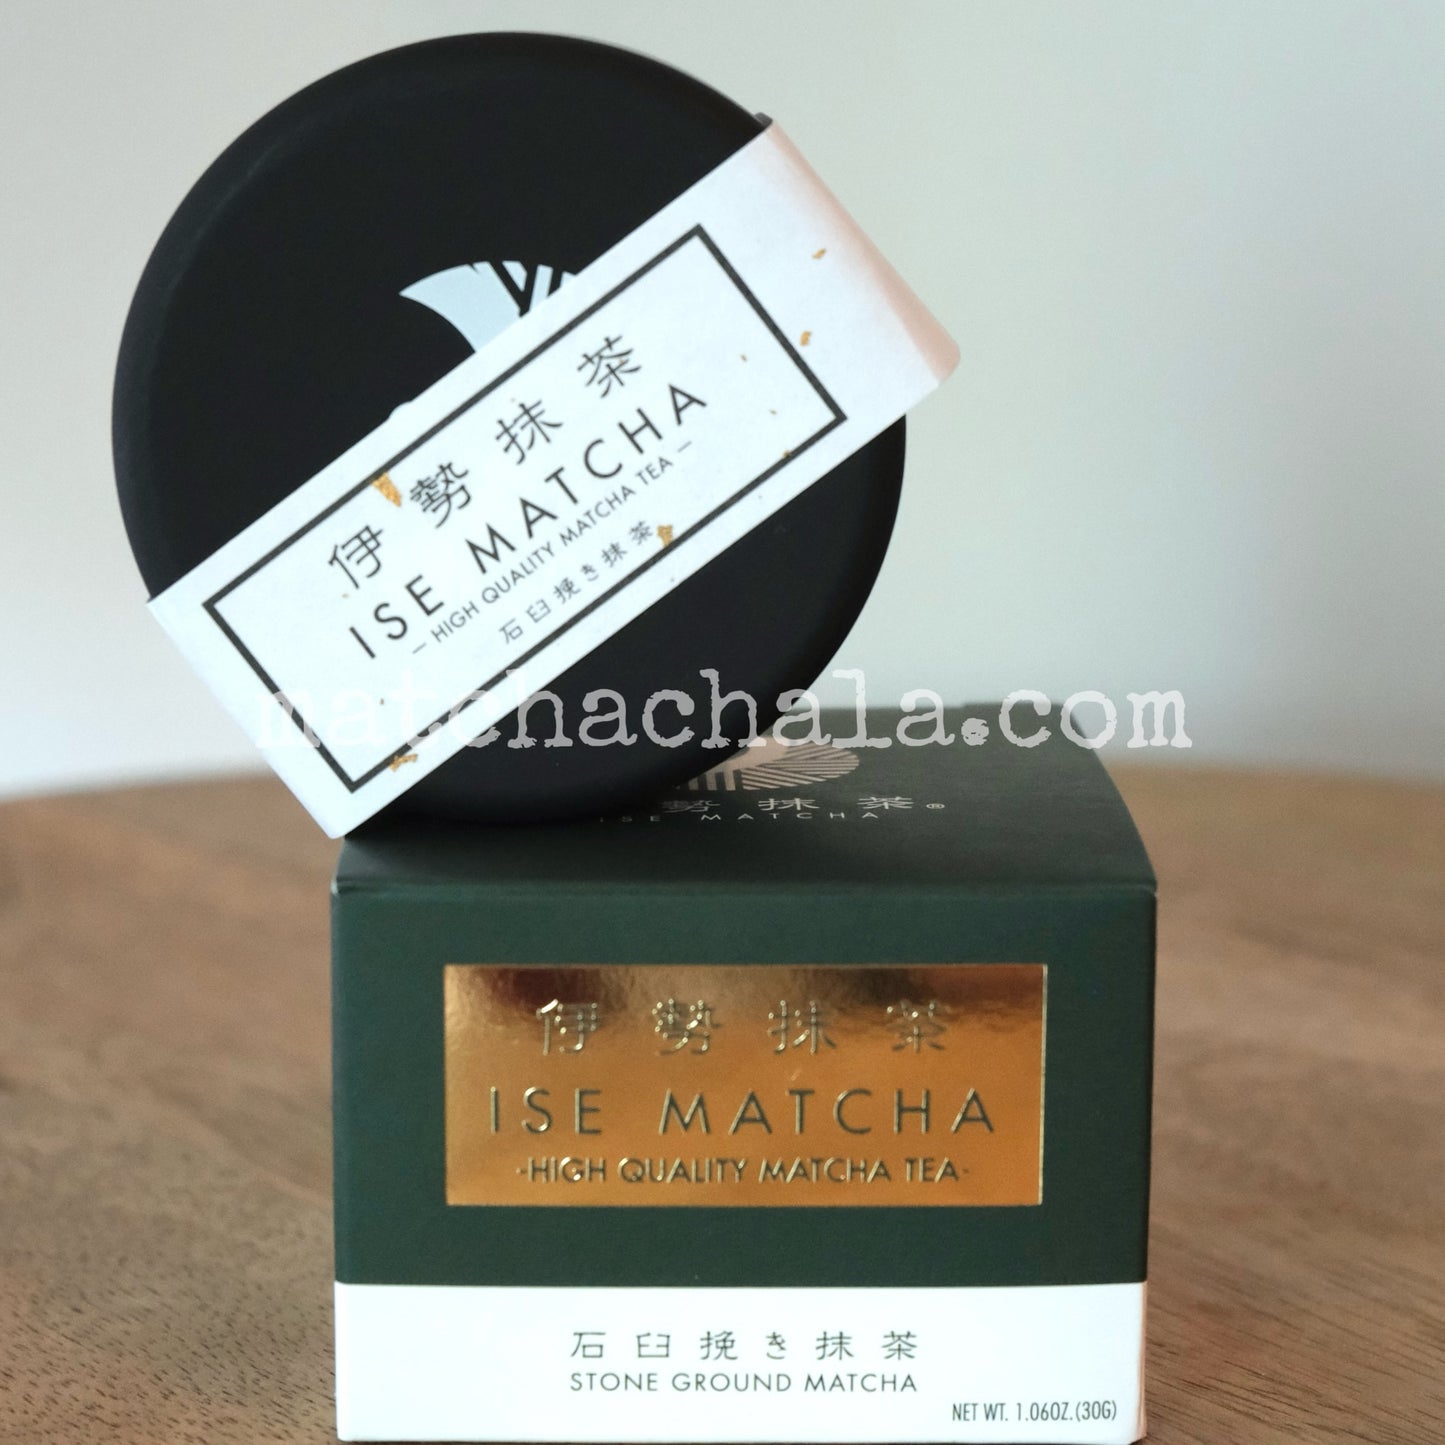 伊勢抹茶
ISE MATCHA
— HIGH QUALITY MATCHA TEA —
石臼挽き抹茶
matchachala.com
勢抹茶®
ISE MATCHA
伊勢抹茶
ISE MATCHA
-HIGH QUALITY MATCHA TEA-
石臼挽き抹茶
STONE GROUND MATCHA
NET WT. 1.06OZ.(30G)